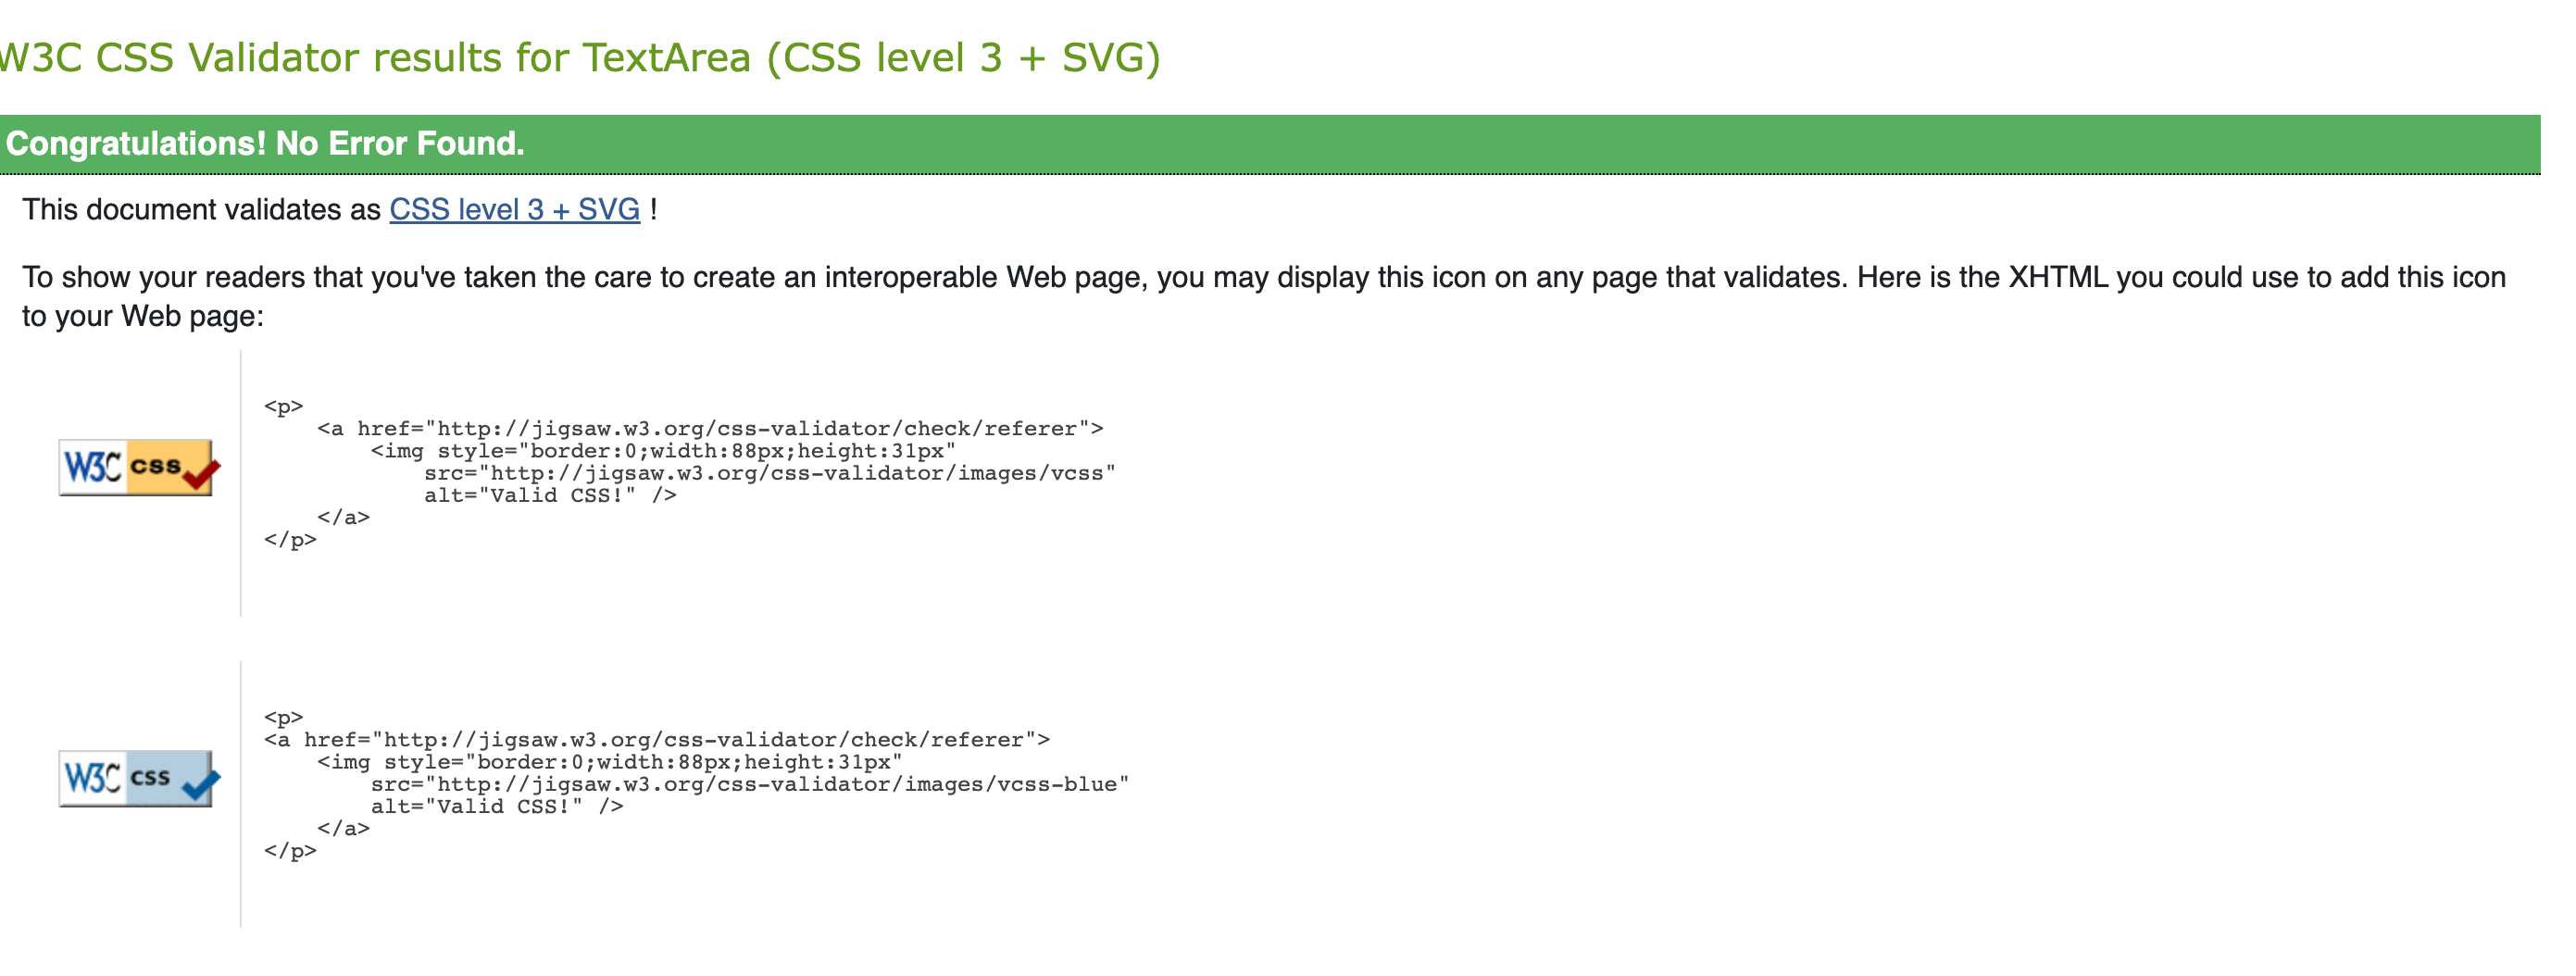 W3C CSS Validator results for TextArea (CSS level 3 + SVG)
Congratulations! No Error Found.
This document validates as CSS level 3 + SVG !
To show your readers that you've taken the care to create an interoperable Web page, you may display this icon on any page that validates. Here is the XHTML you could use to add this icon
to your Web page:
<p>
    <a href="http://jigsaw.w3.org/css-validator/check/referer">
        <img style="border:0;width:88px;height:31px"
W3C css
            src="http://jigsaw.w3.org/css-validator/images/vcss"
            alt="Valid CSS!" />
    </a>
</p>
<p>
<a href="http://jigsaw.w3.org/css-validator/check/referer">
    <img style="border:0;width:88px;height:31px"
W3C css
        src="http://jigsaw.w3.org/css-validator/images/vcss-blue"
        alt="Valid CSS!" />
    </a>
</p>